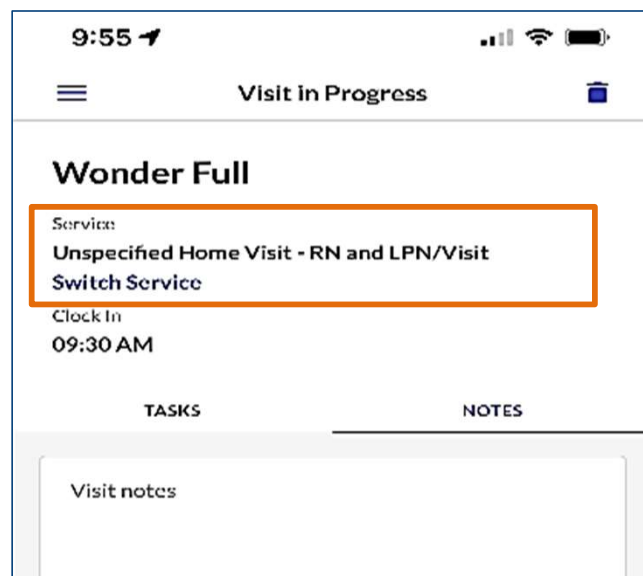 9:55
Visit in Progress
Wonder Full
Service
Unspecified Home Visit - RN and LPN/Visit
Switch Service
Clock In
09:30 AM
TASKS NOTES
Visit notes